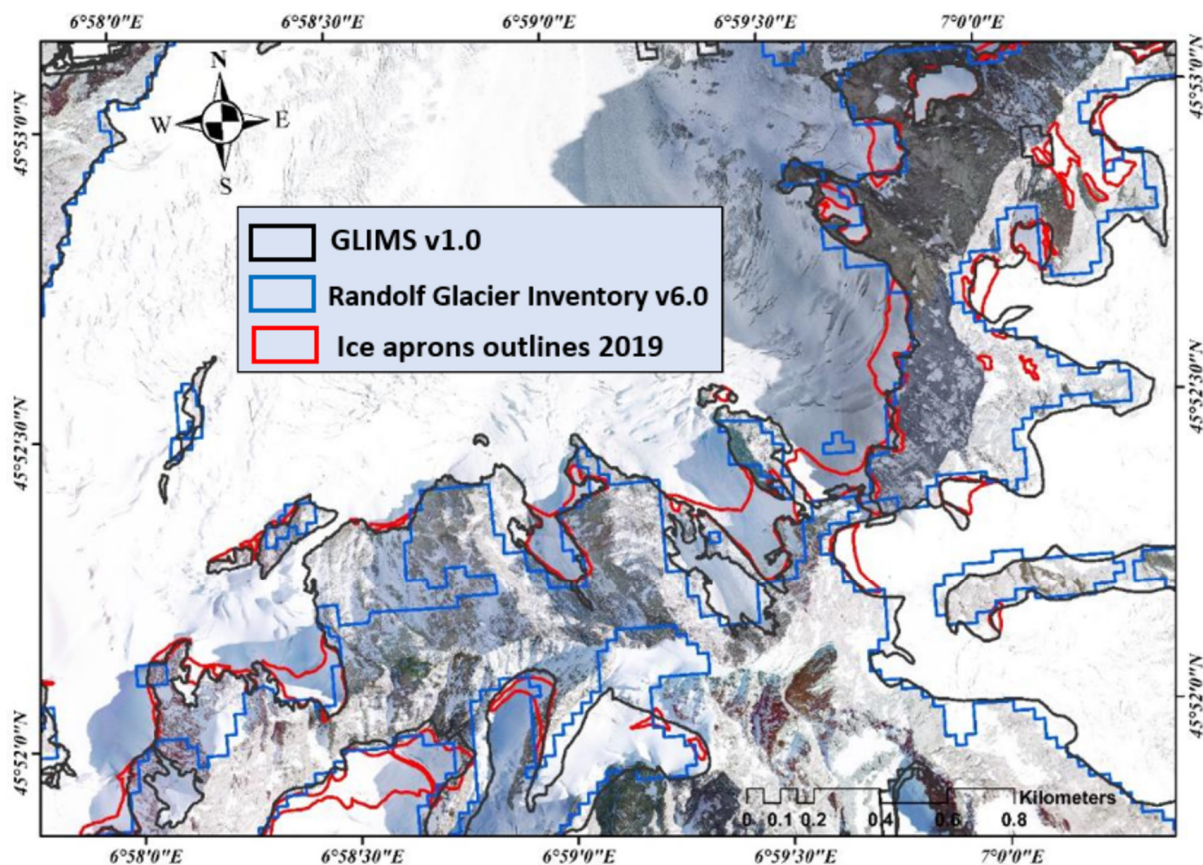 6°58'0"E 6°58'30"E 6°59'0"E 6°59'30"E 7°0'0"E
N
W E
S
45°53'0"N
45°53'0"N
GLIMS v1.0
Randolf Glacier Inventory v6.0
Ice aprons outlines 2019
45°52'30"N
45°52'30"N
45°52'0"N
45°52'0"N
Kilometers
0 0.1 0.2 0.4 0.6 0.8
6°58'0"E 6°58'30"E 6°59'0"E 6°59'30"E 7°0'0"E